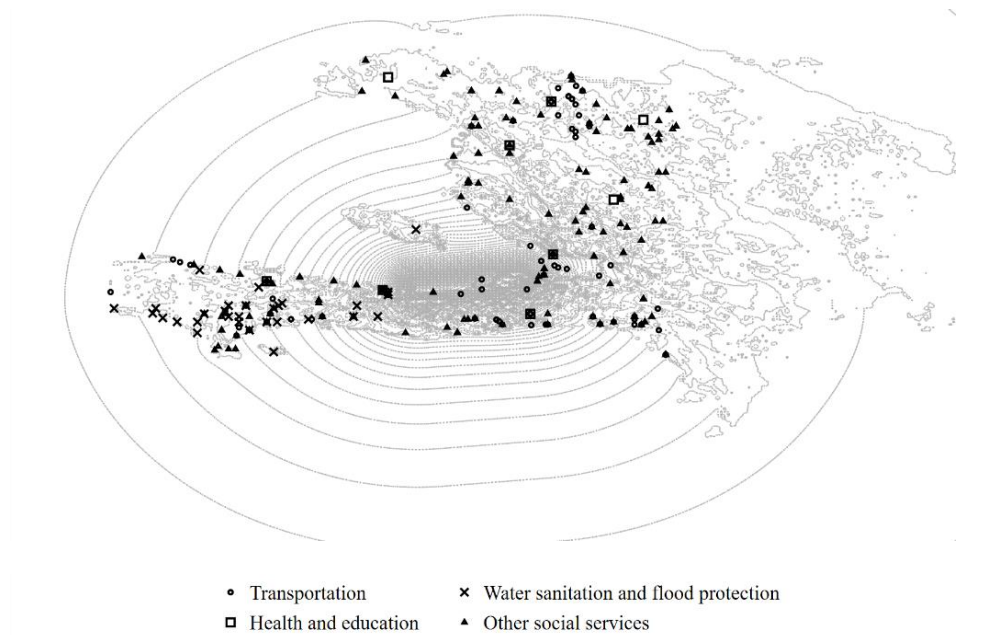 Transportation
Water sanitation and flood protection
Health and education
Other social services